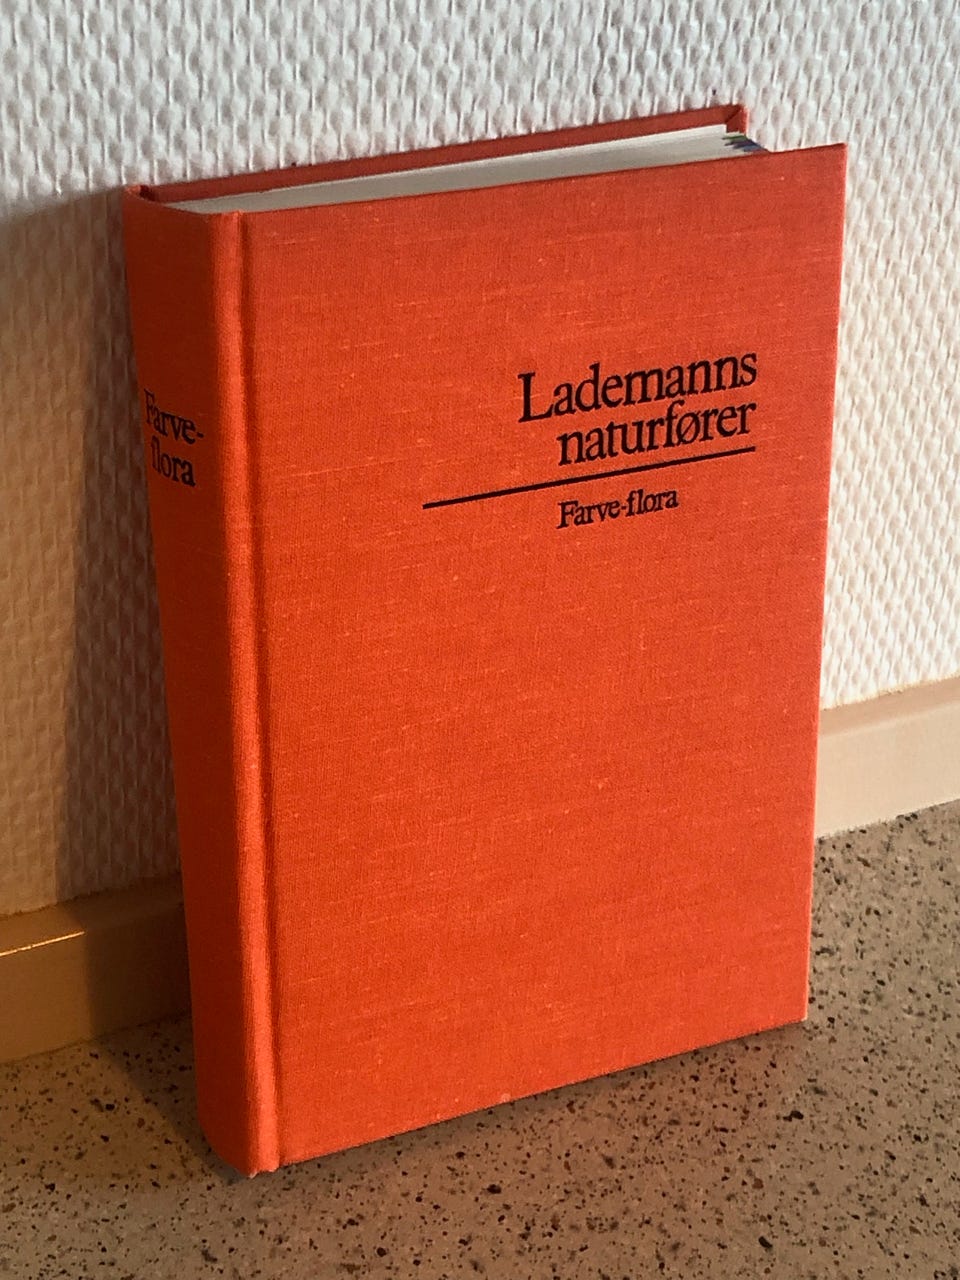 Farve-
flora
Lademanns
naturfører
Farve-flora